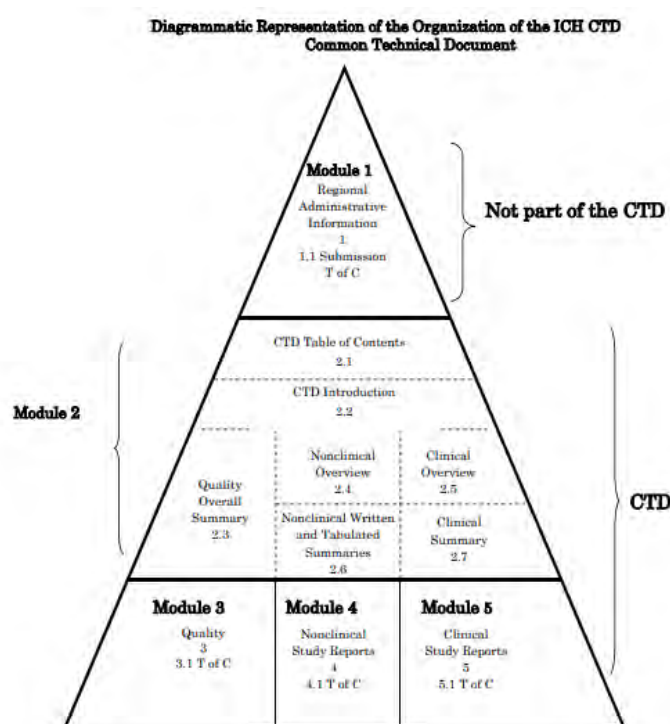 Diagrammatic Representation of the Organization of the ICH CTD
Common Technical Document
Module 1
Regional
Administrative
Information
1
1.1 Submission
T of C
Not part of the CTD
CTD Table of Contents
2.1
CTD Introduction
2.2
Module 2
Nonclinical
Overview
2.4
Clinical
Overview
2.5
Quality
Overall
Summary
2.3
Nonclinical Written
and Tabulated
Summaries
2.6
Clinical
Summary
2.7
CTD
Module 3
Quality
3
3.1 T of C
Module 4
Nonclinical
Study Reports
4
4.1 T of C
Module 5
Clinical
Study Reports
5
5.1 T of C